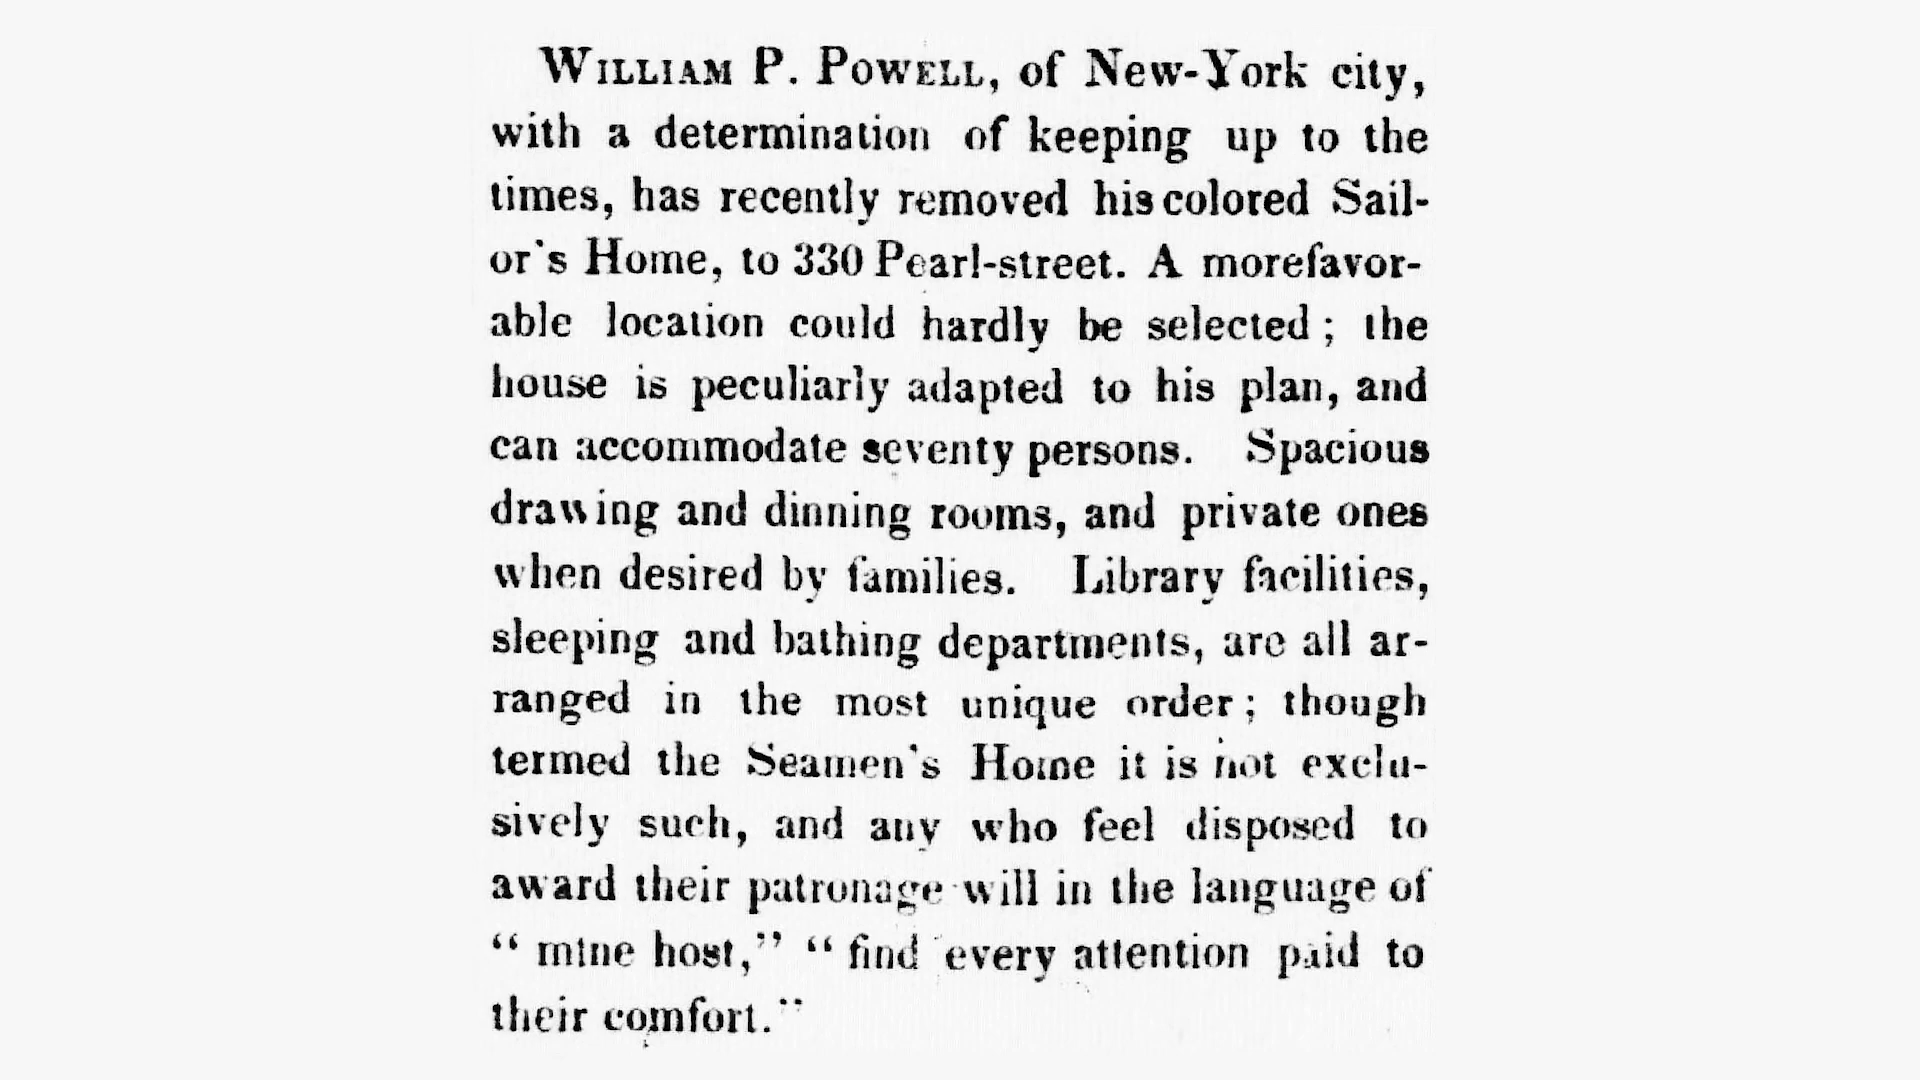 WILLIAM P. POWELL, of New-York city,
with a determination of keeping up to the
times, has recently removed his colored Sail-
or's Home, to 330 Pearl-street. A morefavor-
able location could hardly be selected; the
house is peculiarly adapted to his plan, and
can accommodate seventy persons. Spacious
drawing and dinning rooms, and private ones
when desired by families. Library facilities,
sleeping and bathing departments, are all ar-
ranged in the most unique order; though
termed the Seamen's Home it is not exclu-
sively such, and any who feel disposed to
award their patronage will in the language of
“ mine host,” “ find every attention paid to
their comfort.”